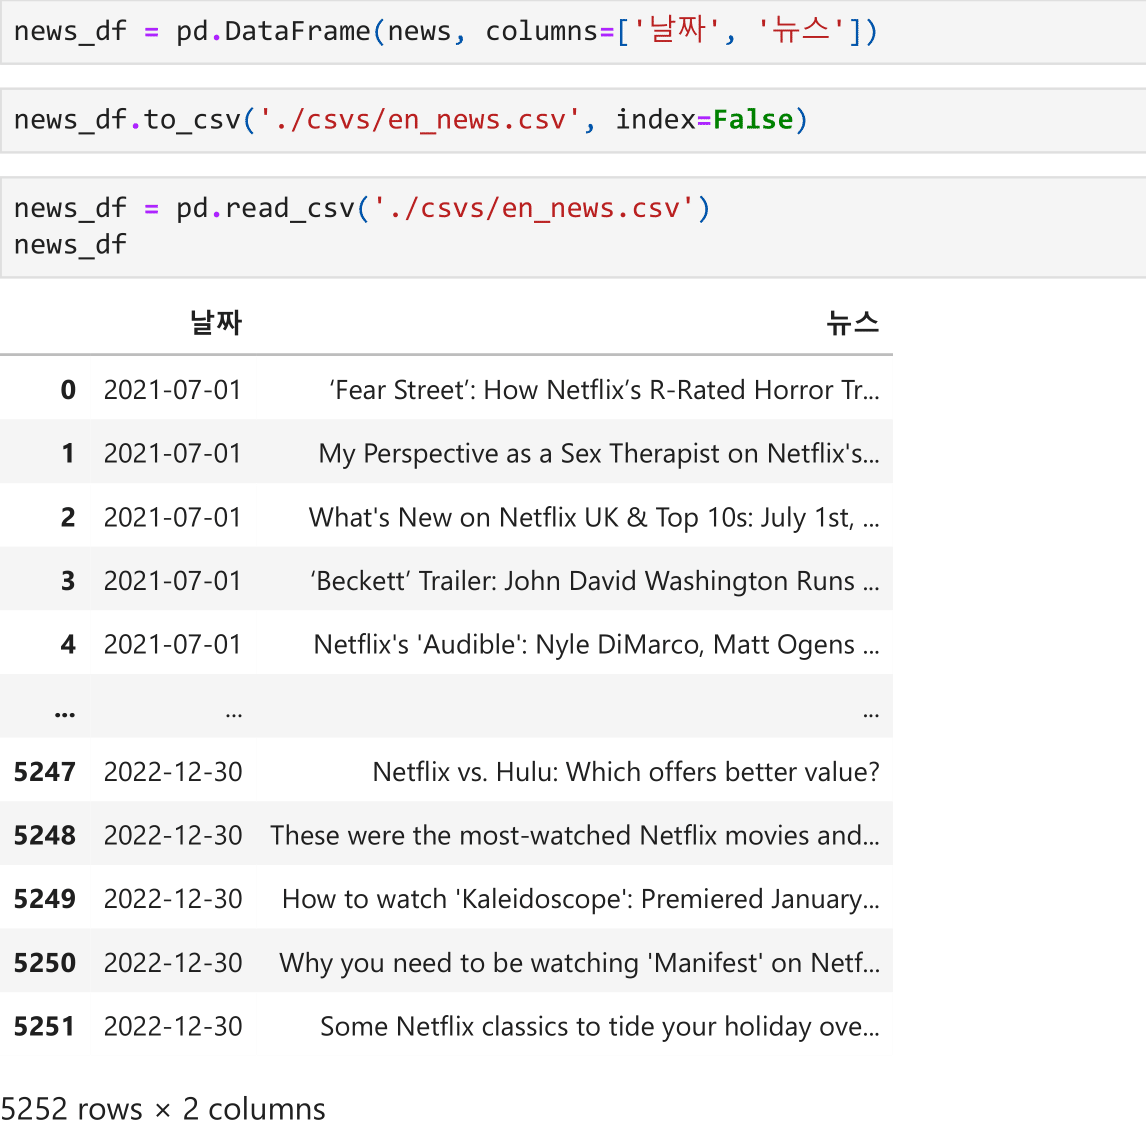 news_df = pd.DataFrame(news, columns=['날짜', '뉴스'])
news_df.to_csv('./csvs/en_news.csv', index=False)
news_df = pd.read_csv('./csvs/en_news.csv')
news_df
날짜 뉴스
0 2021-07-01 ‘Fear Street’: How Netflix’s R-Rated Horror Tr...
1 2021-07-01 My Perspective as a Sex Therapist on Netflix's...
2 2021-07-01 What's New on Netflix UK & Top 10s: July 1st, ...
3 2021-07-01 ‘Beckett’ Trailer: John David Washington Runs ...
4 2021-07-01 Netflix's 'Audible': Nyle DiMarco, Matt Ogens ...
... ... ...
5247 2022-12-30 Netflix vs. Hulu: Which offers better value?
5248 2022-12-30 These were the most-watched Netflix movies and...
5249 2022-12-30 How to watch 'Kaleidoscope': Premiered January...
5250 2022-12-30 Why you need to be watching 'Manifest' on Netf...
5251 2022-12-30 Some Netflix classics to tide your holiday ove...
5252 rows × 2 columns